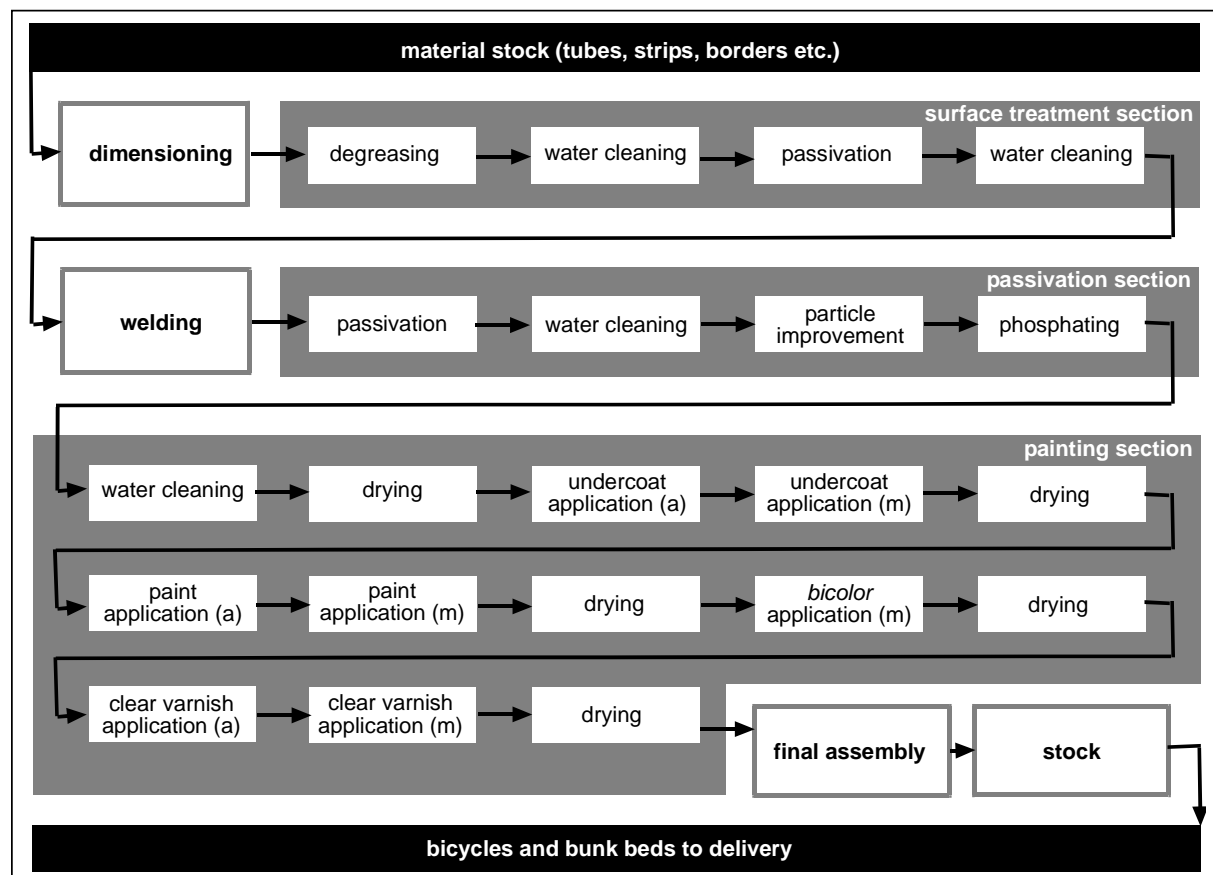 material stock (tubes, strips, borders etc.)
surface treatment section
dimensioning
degreasing
water cleaning
passivation
water cleaning
passivation section
welding
passivation
water cleaning
particle
improvement
phosphating
painting section
water cleaning
drying
undercoat
application (a)
undercoat
application (m)
drying
paint
application (a)
paint
application (m)
drying
bicolor
application (m)
drying
clear varnish
application (a)
clear varnish
application (m)
drying
final assembly
stock
bicycles and bunk beds to delivery